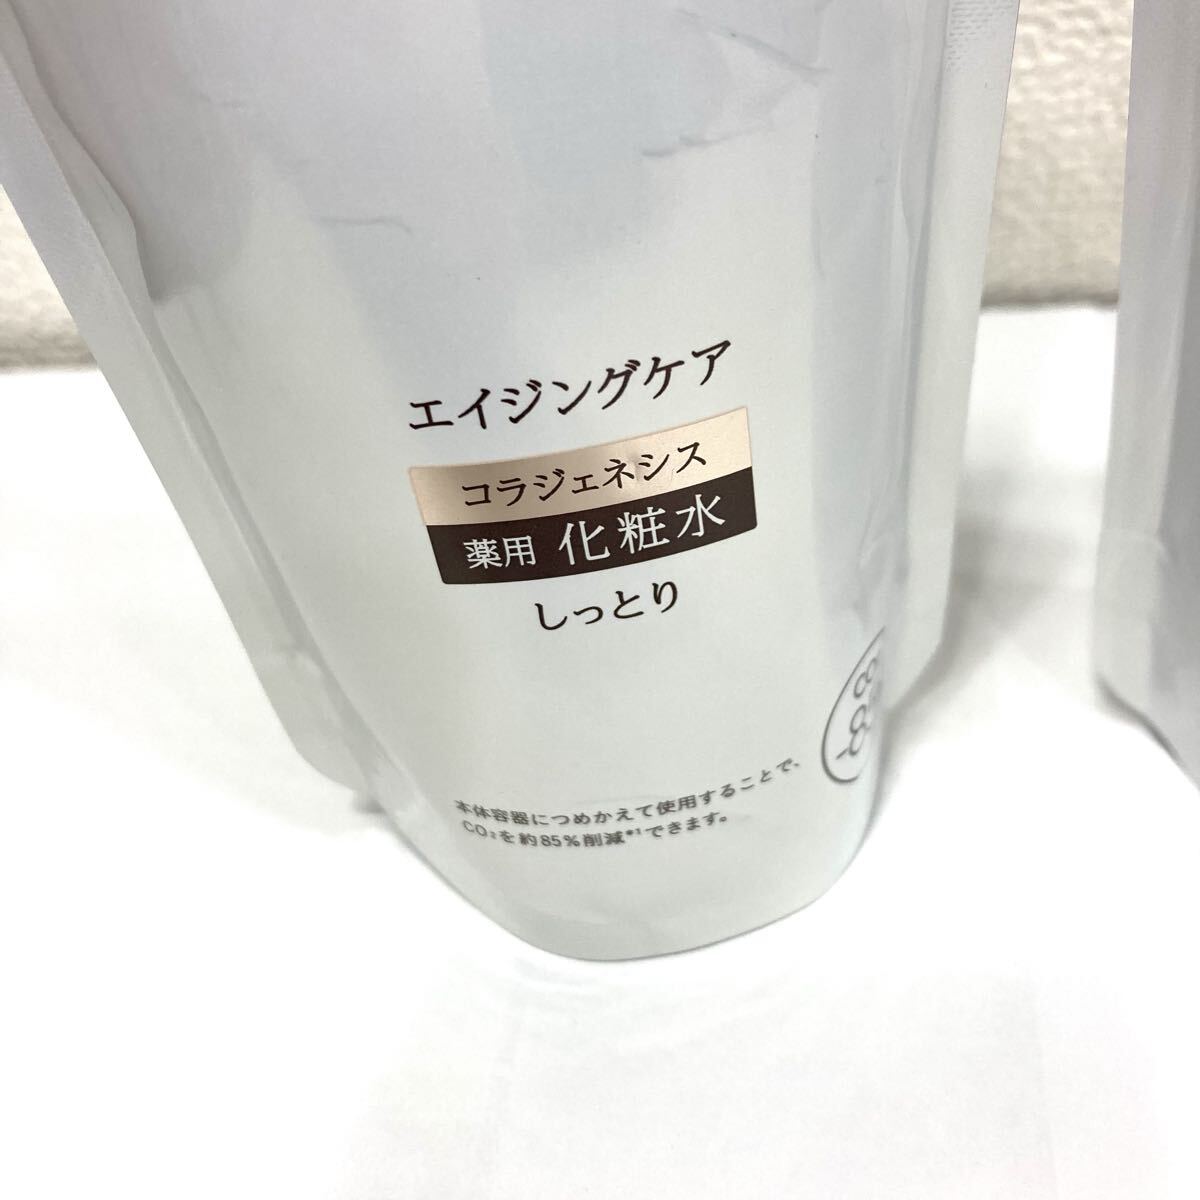 エイジングケア
コラジェネシス
薬用 化粧水
しっとり
本体容器につめかえて使用することで、
CO₂を約85%削減*¹できます。